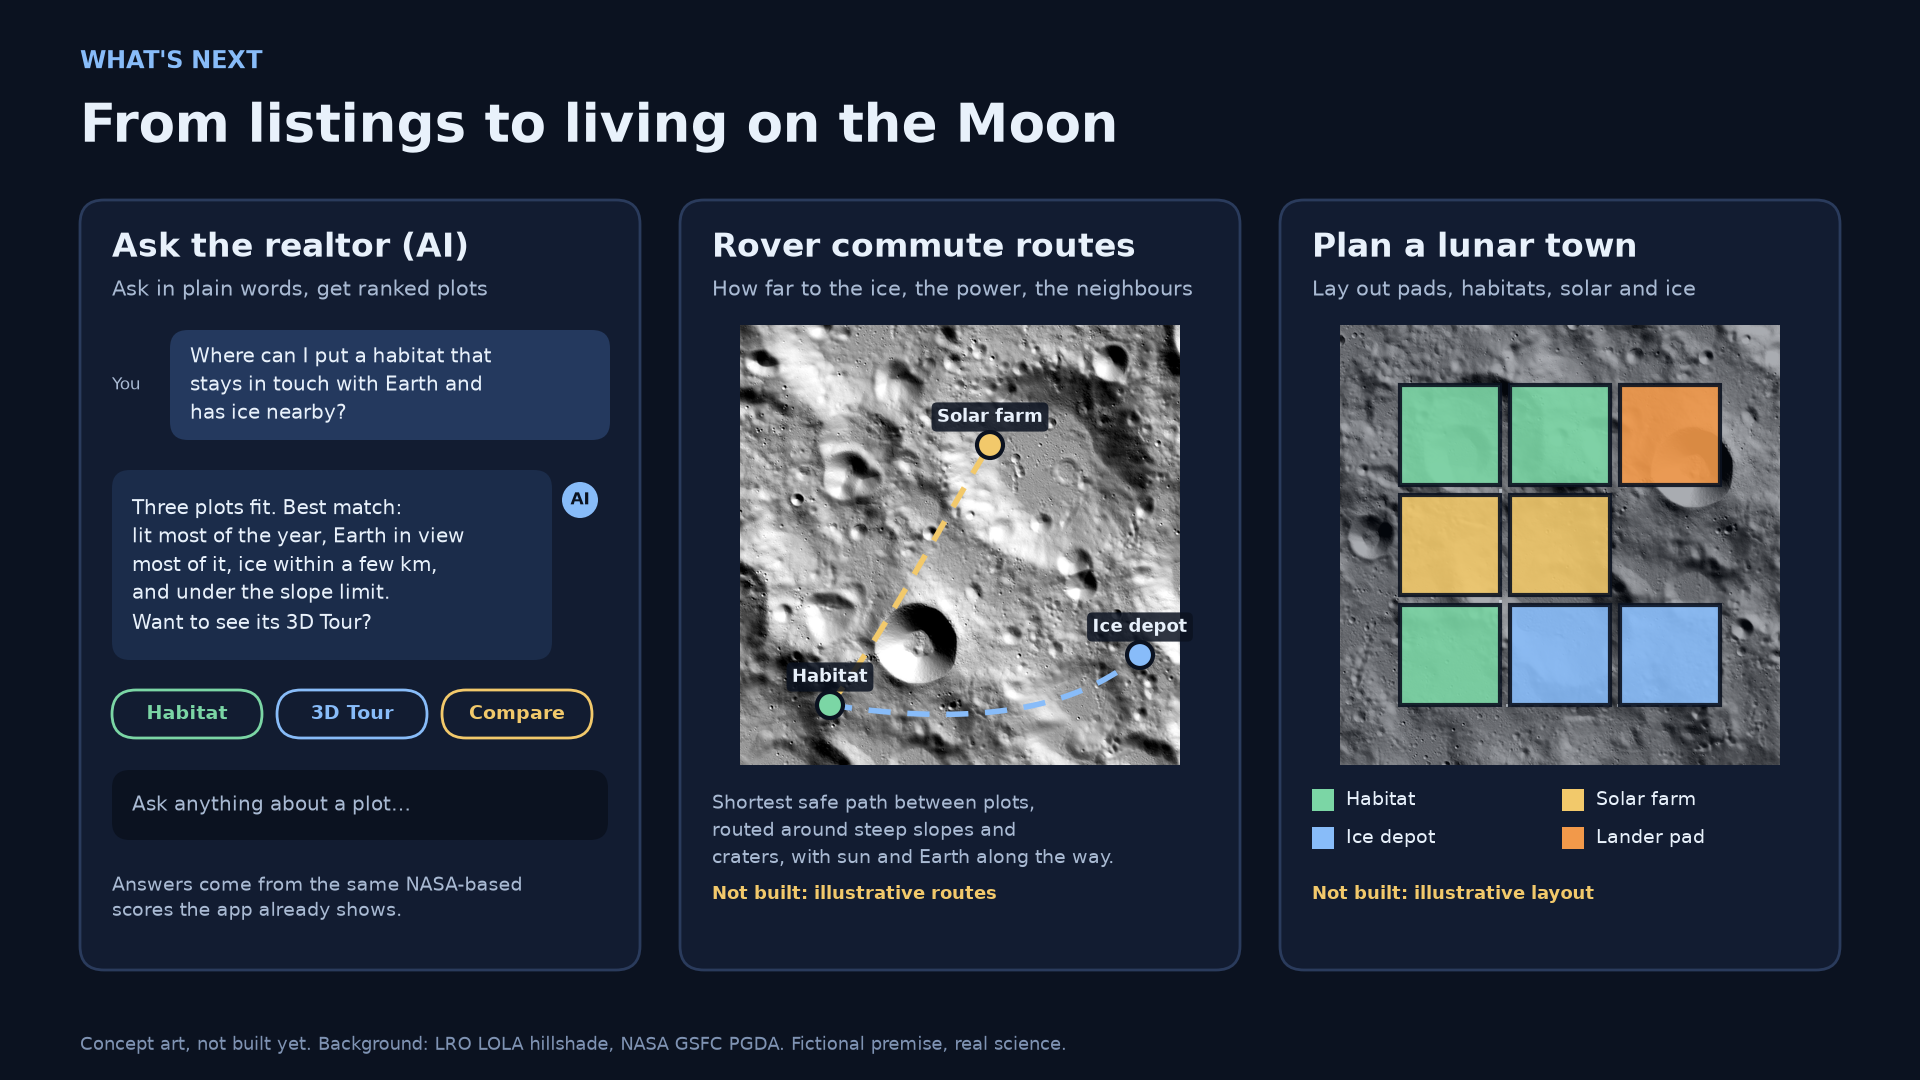 WHAT'S NEXT
From listings to living on the Moon
Ask the realtor (AI)
Ask in plain words, get ranked plots
You
Where can I put a habitat that
stays in touch with Earth and
has ice nearby?
AI
Three plots fit. Best match:
lit most of the year, Earth in view
most of it, ice within a few km,
and under the slope limit.
Want to see its 3D Tour?
Habitat
3D Tour
Compare
Ask anything about a plot...
Answers come from the same NASA-based
scores the app already shows.
Rover commute routes
How far to the ice, the power, the neighbours
Solar farm
Ice depot
Habitat
Shortest safe path between plots,
routed around steep slopes and
craters, with sun and Earth along the way.
Not built: illustrative routes
Plan a lunar town
Lay out pads, habitats, solar and ice
Habitat
Solar farm
Ice depot
Lander pad
Not built: illustrative layout
Concept art, not built yet. Background: LRO LOLA hillshade, NASA GSFC PGDA. Fictional premise, real science.